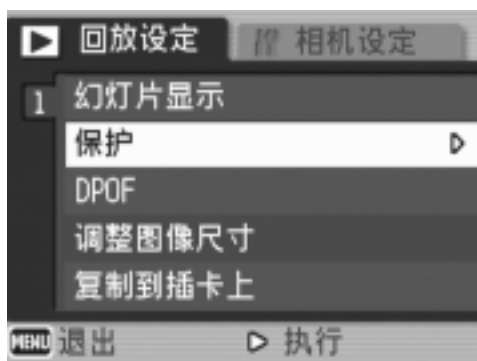 回放设定 相机设定
1 幻灯片显示
保护
DPOF
调整图像尺寸
复制到插卡上
MENU 退出 执行